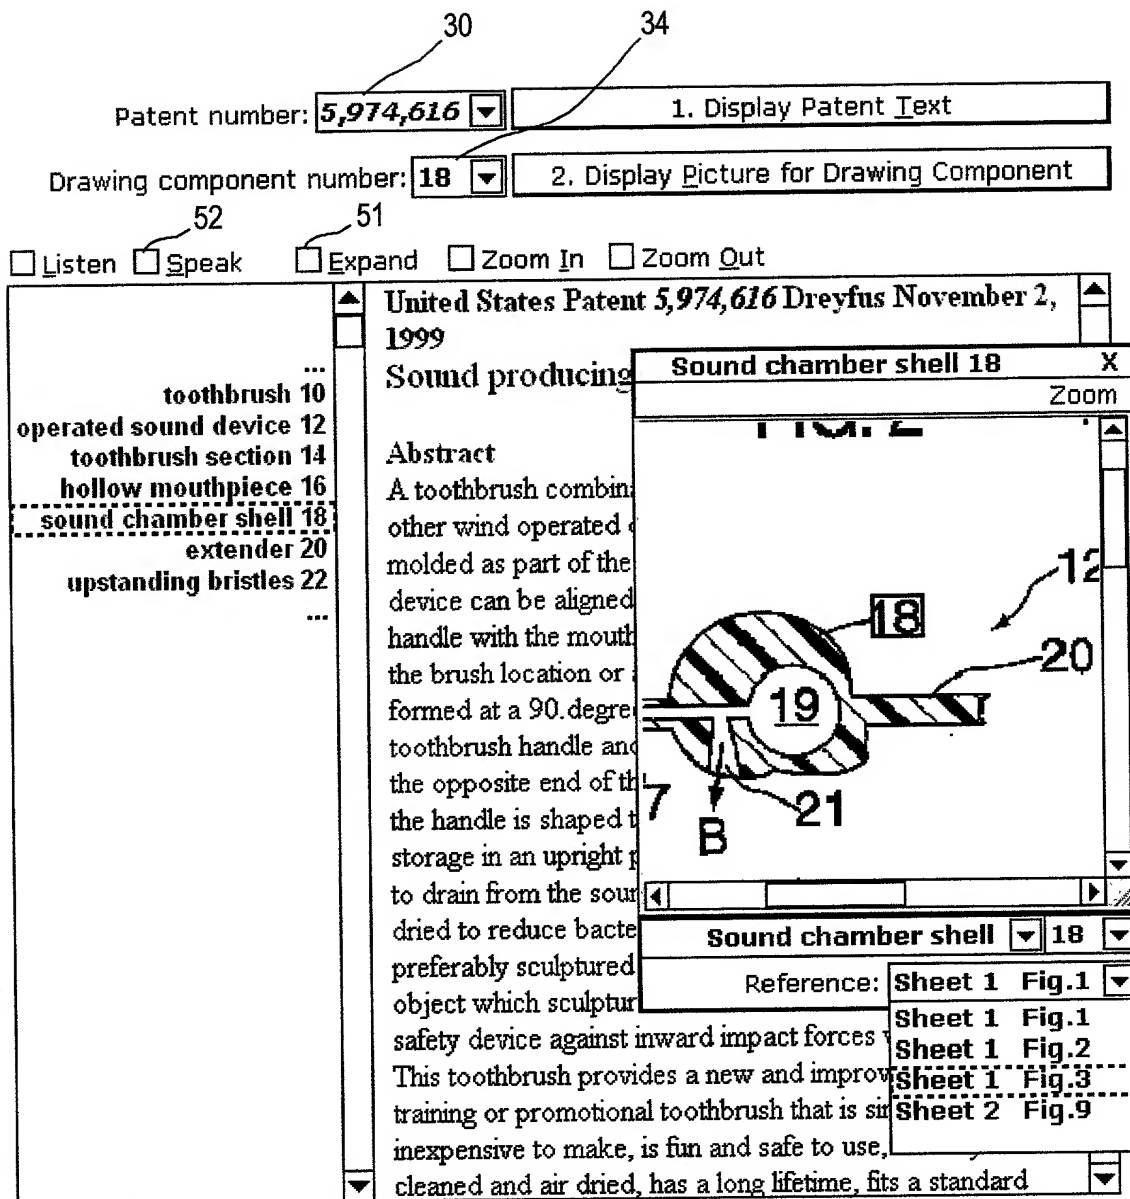 30
34
Patent number: 5,974,616
1. Display Patent Text
Drawing component number: 18
2. Display Picture for Drawing Component
52
51
Listen Speak Expand Zoom In Zoom Out
...
toothbrush 10
operated sound device 12
toothbrush section 14
hollow mouthpiece 16
sound chamber shell 18
extender 20
upstanding bristles 22
...
United States Patent 5,974,616 Dreyfus November 2,
1999
Sound producing
Abstract
A toothbrush combin
other wind operated
molded as part of the
device can be aligned
handle with the mouth
the brush location or
formed at a 90.degre
toothbrush handle and
the opposite end of th
the handle is shaped t
storage in an upright p
to drain from the sour
dried to reduce bacte
preferably sculptured
object which sculptur
safety device against inward impact forces
This toothbrush provides a new and improv
training or promotional toothbrush that is sir
inexpensive to make, is fun and safe to use,
cleaned and air dried, has a long lifetime, fits a standard
Sound chamber shell 18 X
Zoom
12
18
20
19
7
21
B
Sound chamber shell 18
Reference: Sheet 1 Fig.1
Sheet 1 Fig.1
Sheet 1 Fig.2
Sheet 1 Fig.3
Sheet 2 Fig.9